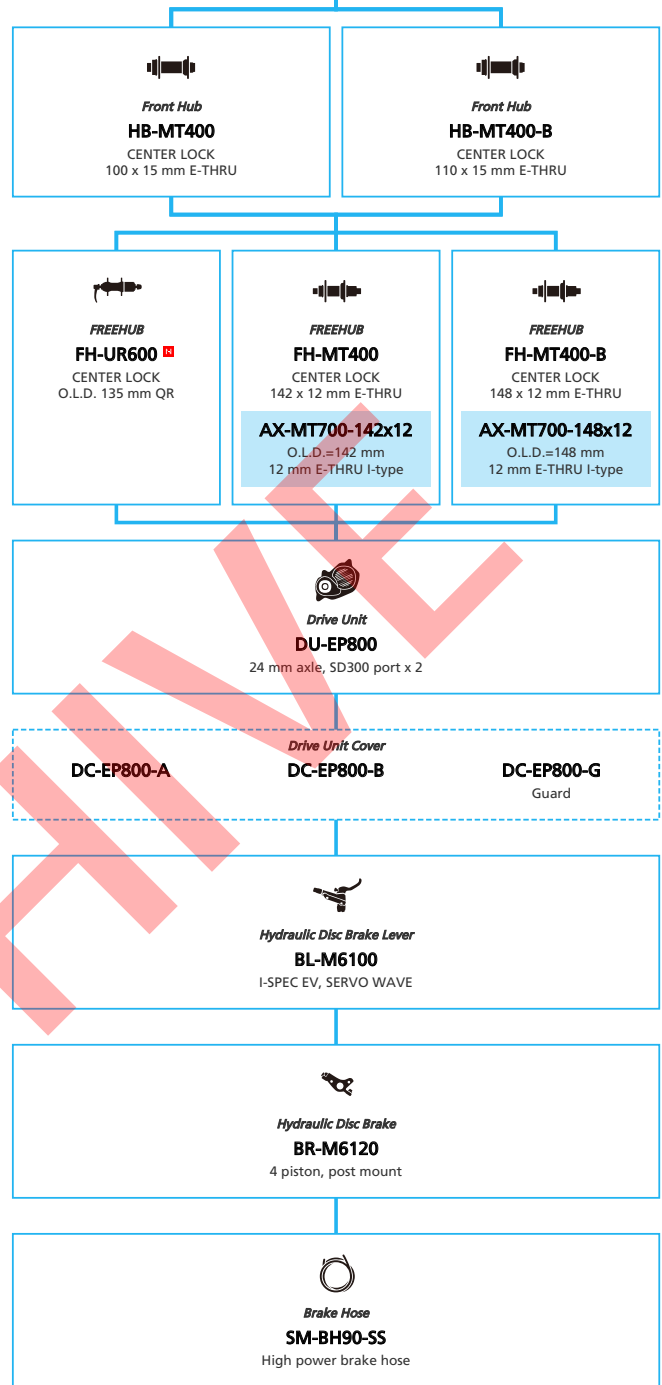 Front Hub
HB-MT400
CENTER LOCK
100 x 15 mm E-THRU
Front Hub
HB-MT400-B
CENTER LOCK
110 x 15 mm E-THRU
FREEHUB
FH-UR600 N
CENTER LOCK
O.L.D. 135 mm QR
FREEHUB
FH-MT400
CENTER LOCK
142 x 12 mm E-THRU
AX-MT700-142x12
O.L.D.=142 mm
12 mm E-THRU I-type
FREEHUB
FH-MT400-B
CENTER LOCK
148 x 12 mm E-THRU
AX-MT700-148x12
O.L.D.=148 mm
12 mm E-THRU I-type
Drive Unit
DU-EP800
24 mm axle, SD300 port x 2
Drive Unit Cover
DC-EP800-A
DC-EP800-B
DC-EP800-G
Guard
Hydraulic Disc Brake Lever
BL-M6100
I-SPEC EV, SERVO WAVE
Hydraulic Disc Brake
BR-M6120
4 piston, post mount
Brake Hose
SM-BH90-SS
High power brake hose
HIVE